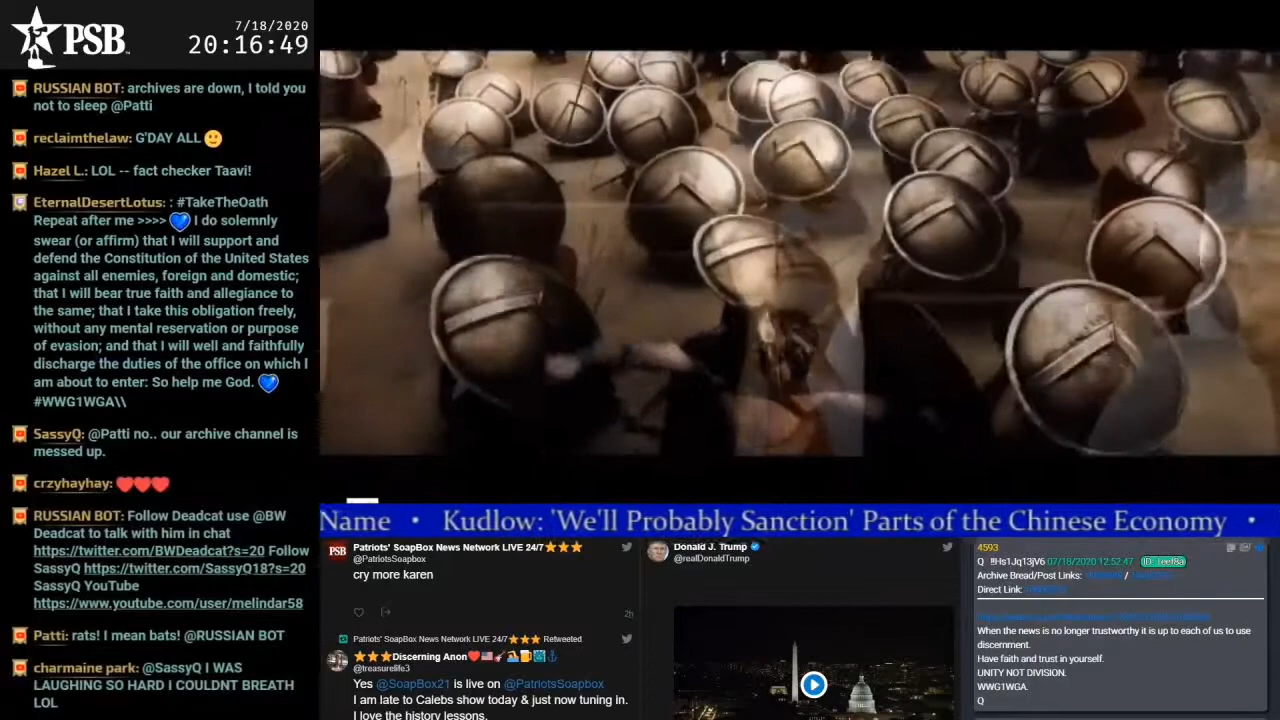 PSB
7/18/2020
20:16:49
RUSSIAN BOT: archives are down, I told you
not to sleep @Patti
reclaimthelaw: G'DAY ALL 🙂
Hazel L.: LOL -- fact checker Taavi!
EternalDesertLotus: : #TakeTheOath
Repeat after me >>>> 💙 I do solemnly
swear (or affirm) that I will support and
defend the Constitution of the United States
against all enemies, foreign and domestic;
that I will bear true faith and allegiance to
the same; that I take this obligation freely,
without any mental reservation or purpose
of evasion; and that I will well and faithfully
discharge the duties of the office on which I
am about to enter: So help me God. 💙
#WWG1WGA\\
SassyQ: @Patti no.. our archive channel is
messed up.
crzyhayhay: ❤️❤️❤️
RUSSIAN BOT: Follow Deadcat use @BW
Deadcat to talk with him in chat
https://twitter.com/BWDeadcat?s=20 Follow
SassyQ https://twitter.com/SassyQ18?s=20
SassyQ YouTube
https://www.youtube.com/user/melindar58
Patti: rats! I mean bats! @RUSSIAN BOT
charmaine park: @SassyQ I WAS
LAUGHING SO HARD I COULDNT BREATH
LOL
Name • Kudlow: 'We'll Probably Sanction' Parts of the Chinese Economy •
PSB
Patriots' SoapBox News Network LIVE 24/7⭐⭐⭐
@PatriotsSoapbox
cry more karen
2h
Patriots' SoapBox News Network LIVE 24/7⭐⭐⭐ Retweeted
⭐⭐⭐Discerning Anon
@treasurelife3
Yes @SoapBox21 is live on @PatriotsSoapbox
I am late to Calebs show today & just now tuning in.
I love the history lessons.
Donald J. Trump
@realDonaldTrump
4593
Q !!Hs1Jq13jV6 07/18/2020 12:52:47 ID: 1eef8a
Archive Bread/Post Links: /
Direct Link:
When the news is no longer trustworthy it is up to each of us to use
discernment.
Have faith and trust in yourself.
UNITY NOT DIVISION.
WWG1WGA.
Q